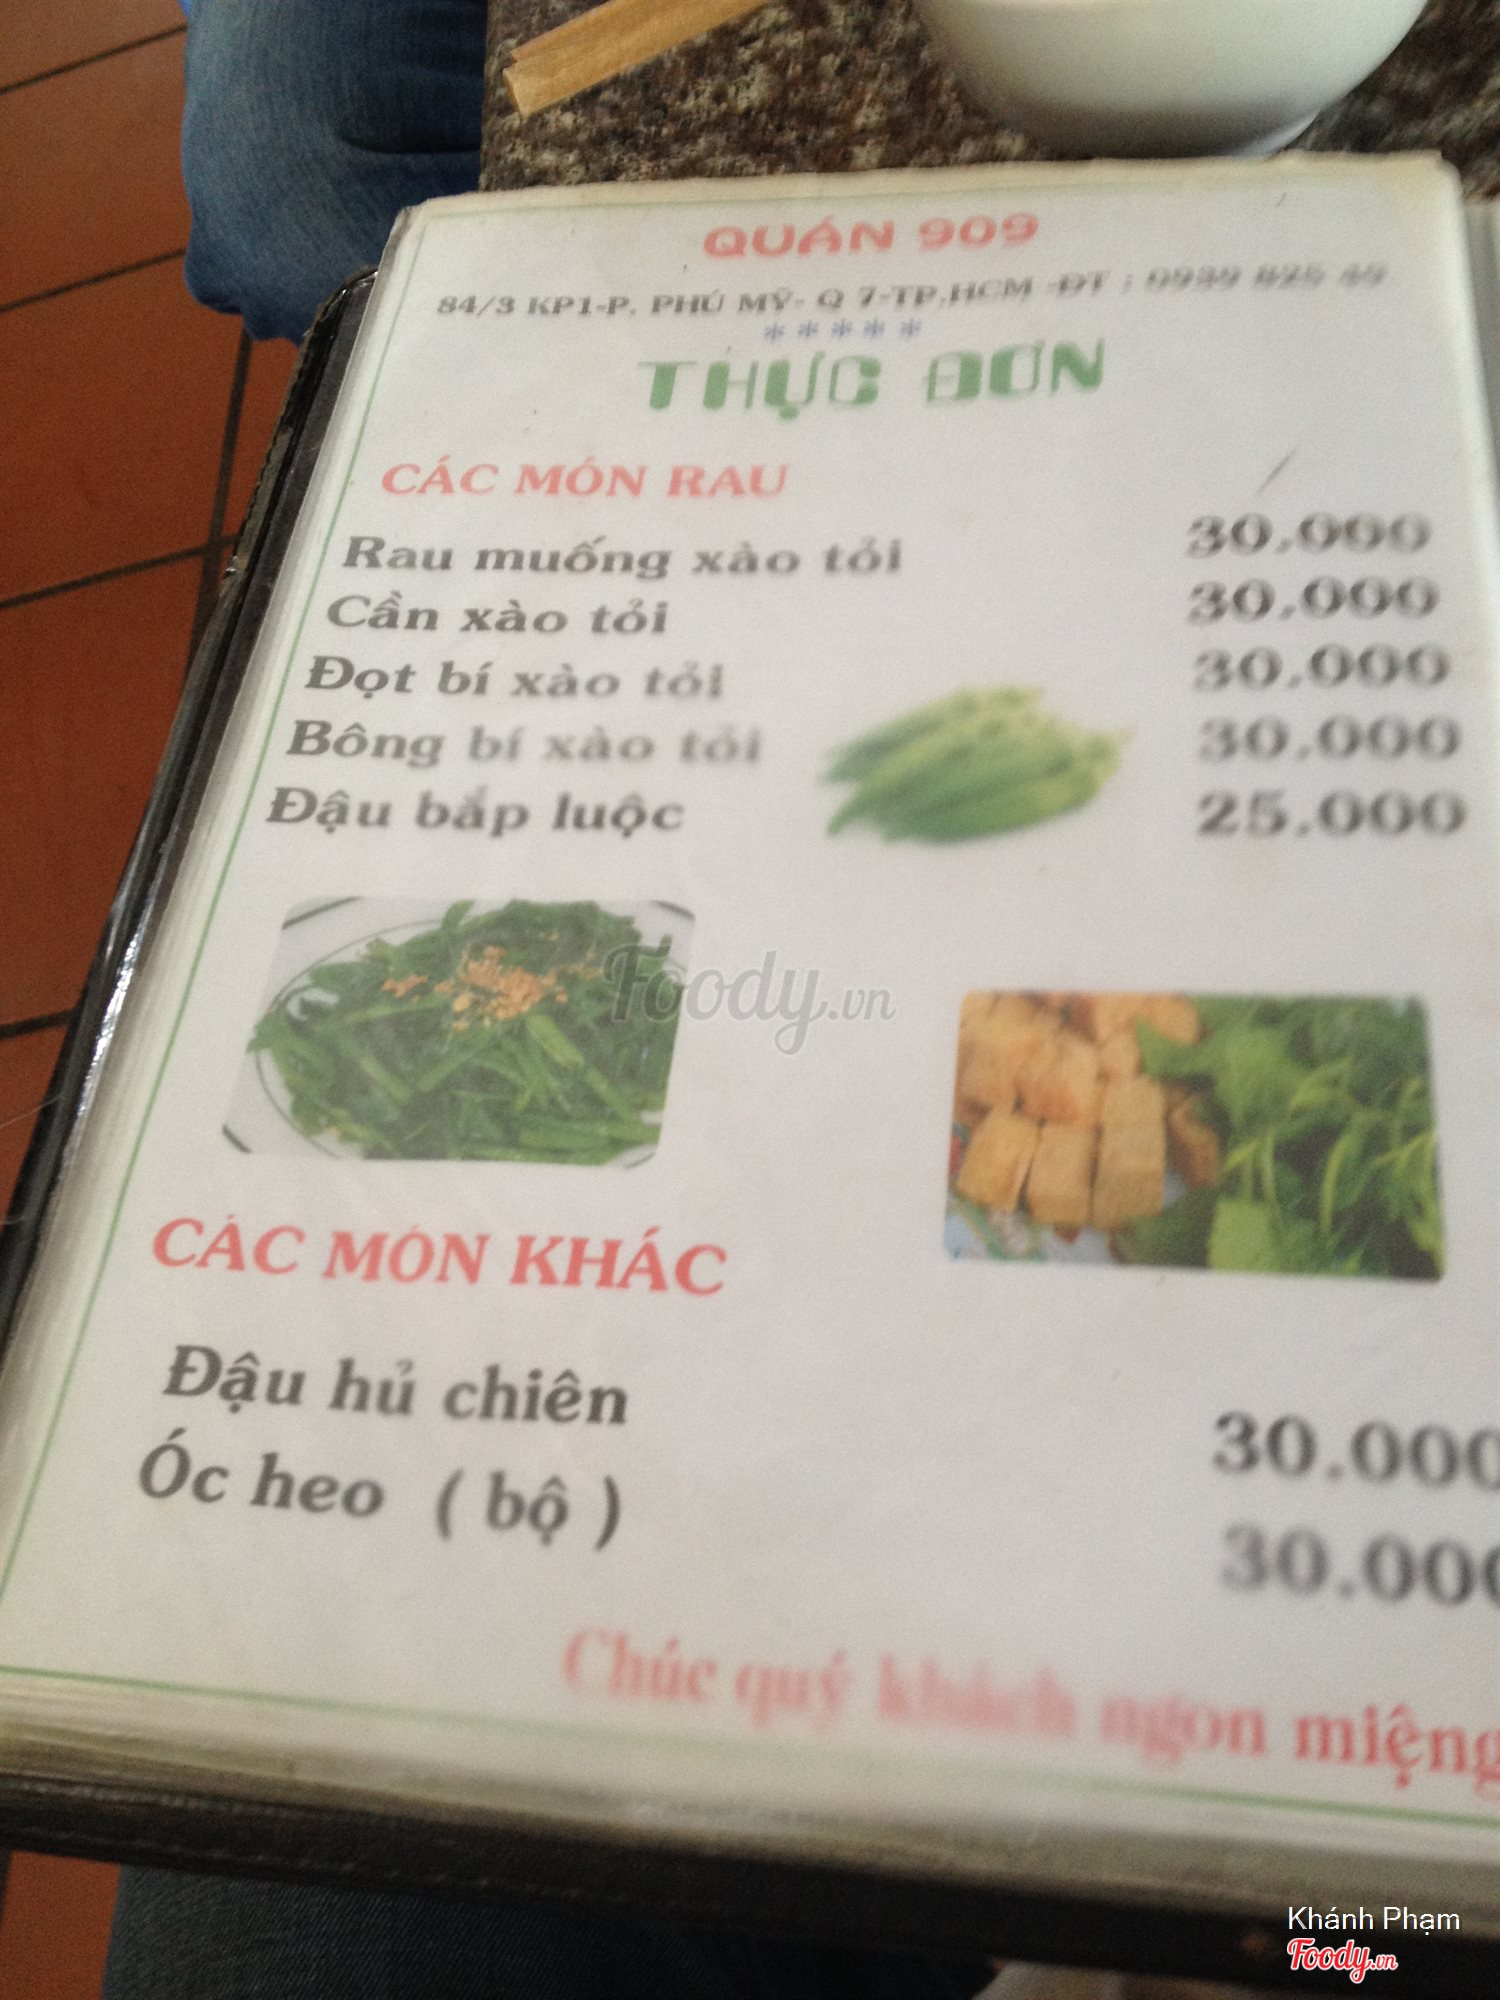 QUÁN 909
84/3 KP1-P. PHÚ MỸ- Q 7-TP.HCM -ĐT : 0939 825 49
*****
THỰC ĐƠN
CÁC MÓN RAU
Rau muống xào tỏi 30.000
Cần xào tỏi 30.000
Đọt bí xào tỏi 30.000
Bông bí xào tỏi 30.000
Đậu bắp luộc 25.000
Foody.vn
CÁC MÓN KHÁC
Đậu hủ chiên 30.000
Óc heo ( bộ ) 30.000
Chúc quý khách ngon miệng
Khánh Phạm
Foody.vn